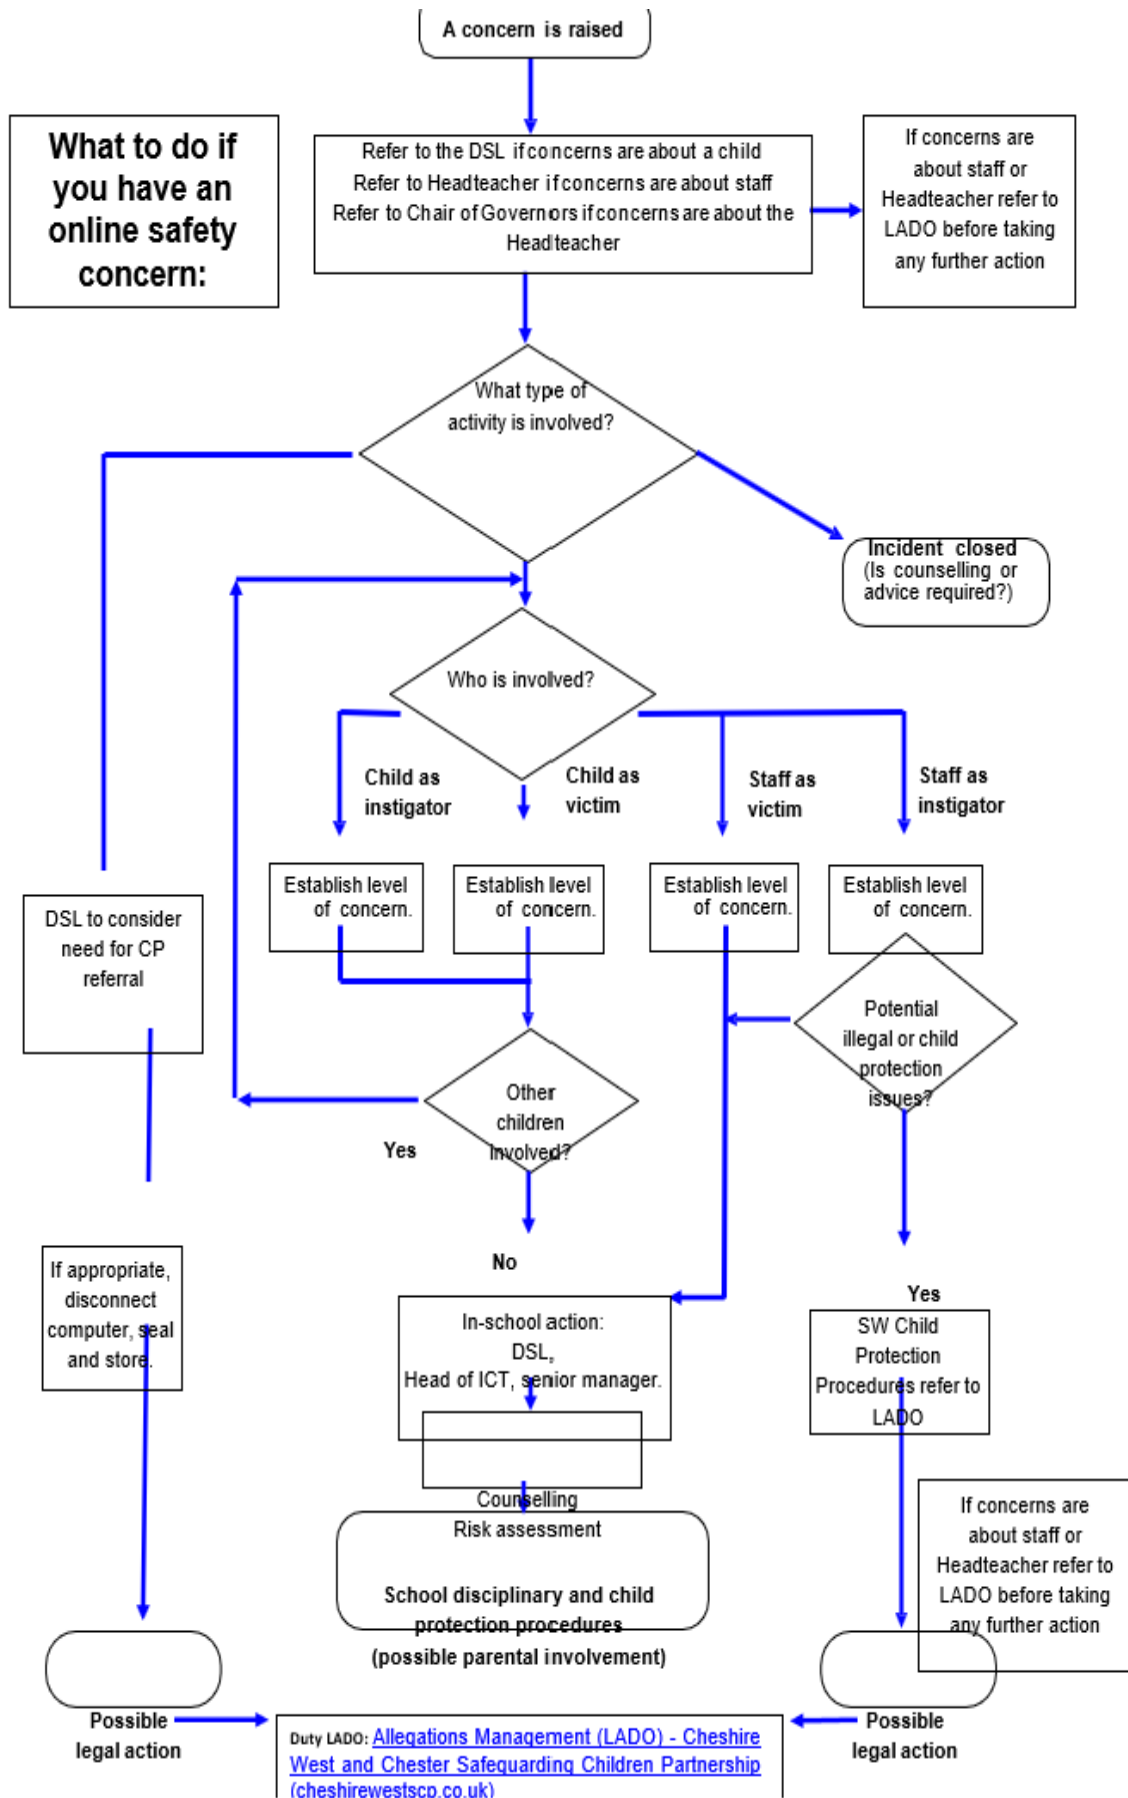 A concern is raised
What to do if
you have an
online safety
concern:
Refer to the DSL if concerns are about a child
Refer to Headteacher if concerns are about staff
Refer to Chair of Governors if concerns are about the
Headteacher
If concerns are
about staff or
Headteacher refer to
LADO before taking
any further action
What type of
activity is involved?
Incident closed
(Is counselling or
advice required?)
Who is involved?
Child as
instigator
Child as
victim
Staff as
victim
Staff as
instigator
Establish level
of concern.
Establish level
of concern.
Establish level
of concern.
Establish level
of concern.
DSL to consider
need for CP
referral
Potential
illegal or child
protection
issues?
Other
children
involved?
Yes
No
If appropriate,
disconnect
computer, seal
and store.
In-school action:
DSL,
Head of ICT, senior manager.
Yes
SW Child
Protection
Procedures refer to
LADO
Counselling
Risk assessment
School disciplinary and child
protection procedures
(possible parental involvement)
If concerns are
about staff or
Headteacher refer to
LADO before taking
any further action
Possible
legal action
Possible
legal action
Duty LADO: Allegations Management (LADO) - Cheshire
West and Chester Safeguarding Children Partnership
(cheshirewestscp.co.uk)